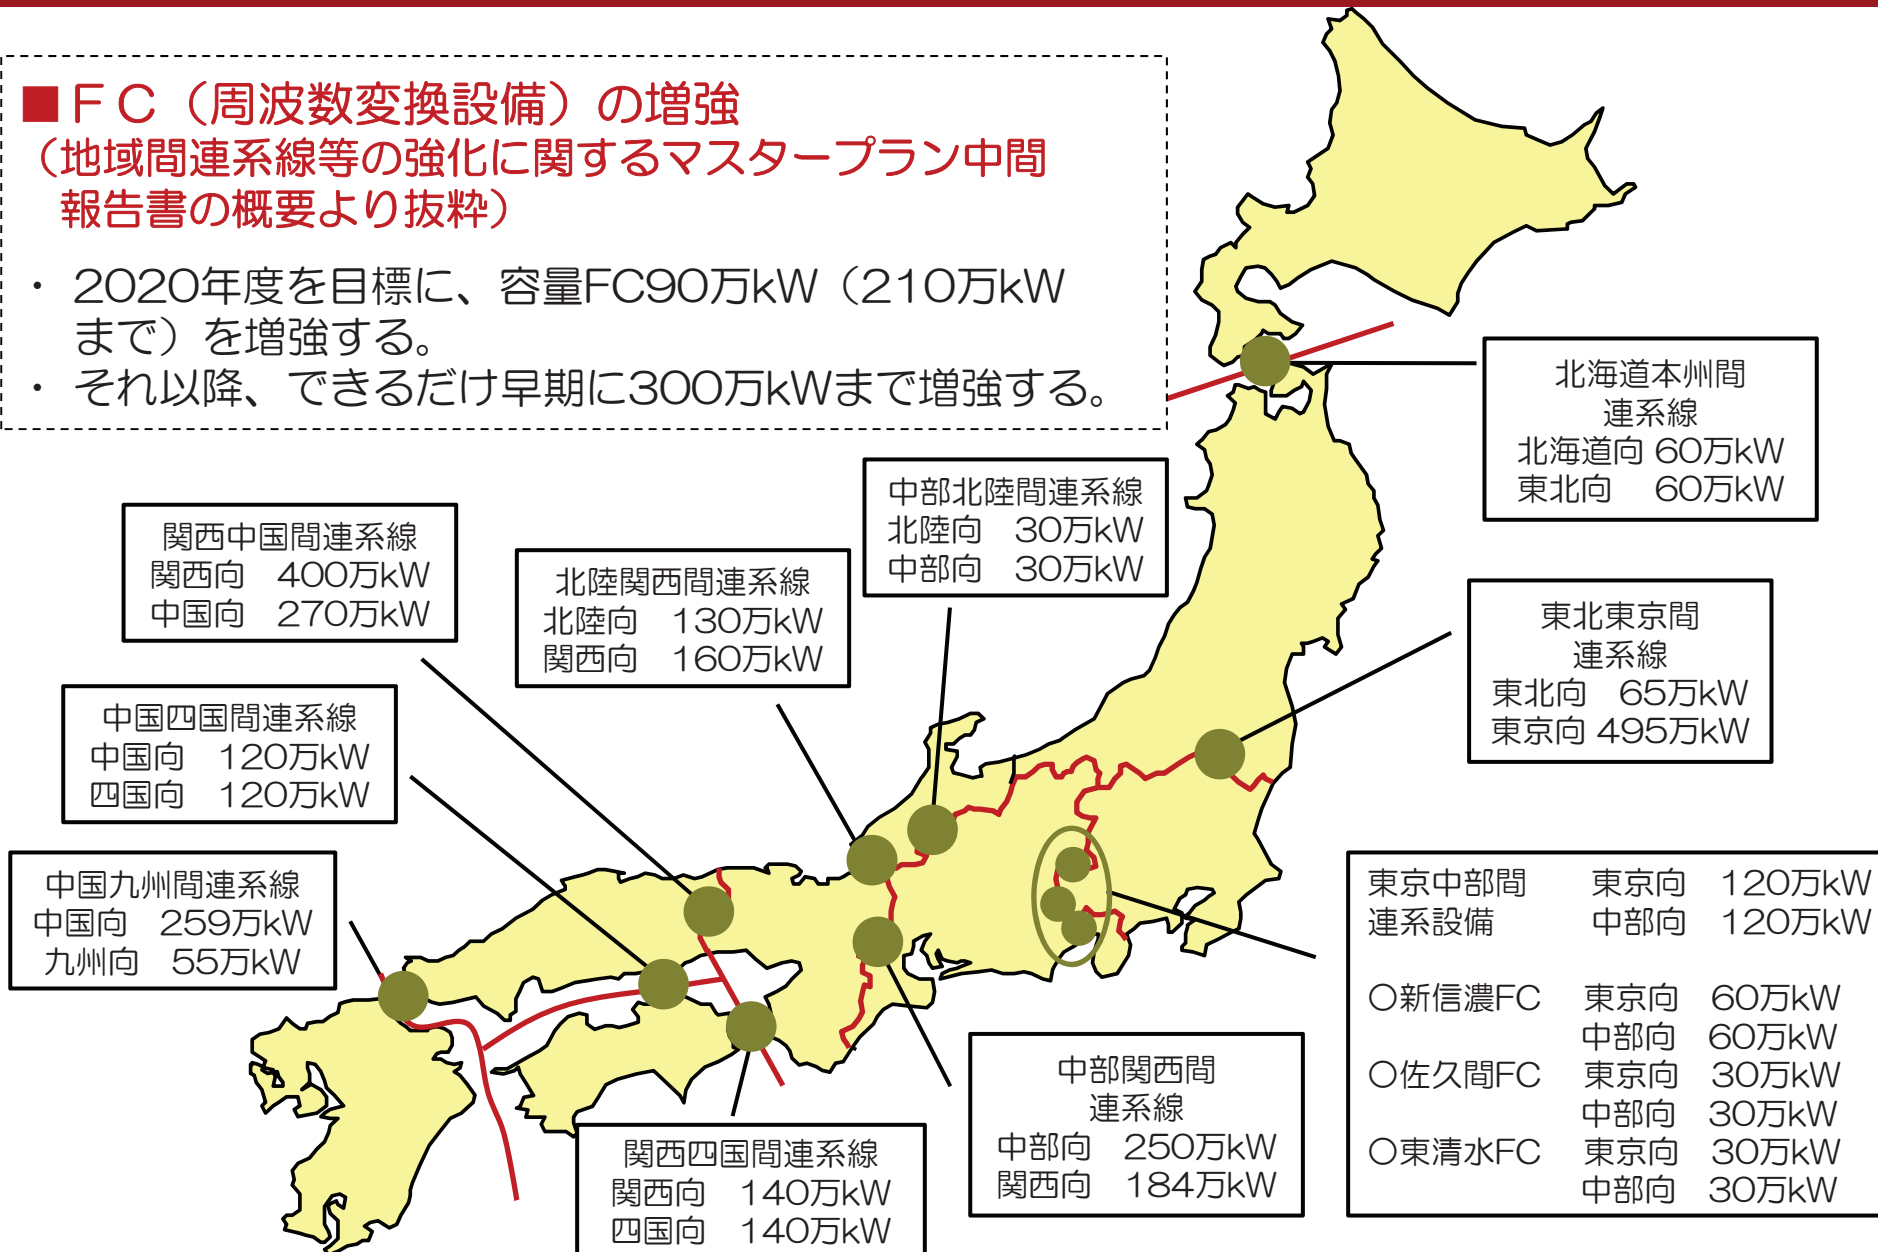 ■ＦＣ（周波数変換設備）の増強
（地域間連系線等の強化に関するマスタープラン中間
報告書の概要より抜粋）
・ 2020年度を目標に、容量FC90万kW（210万kW
まで）を増強する。
・ それ以降、できるだけ早期に300万kWまで増強する。
北海道本州間
連系線
北海道向 60万kW
東北向 60万kW
中部北陸間連系線
北陸向 30万kW
中部向 30万kW
関西中国間連系線
関西向 400万kW
中国向 270万kW
北陸関西間連系線
北陸向 130万kW
関西向 160万kW
東北東京間
連系線
東北向 65万kW
東京向 495万kW
中国四国間連系線
中国向 120万kW
四国向 120万kW
中国九州間連系線
中国向 259万kW
九州向 55万kW
東京中部間 東京向 120万kW
連系設備 中部向 120万kW
○新信濃FC 東京向 60万kW
中部向 60万kW
○佐久間FC 東京向 30万kW
中部向 30万kW
○東清水FC 東京向 30万kW
中部向 30万kW
中部関西間
連系線
中部向 250万kW
関西向 184万kW
関西四国間連系線
関西向 140万kW
四国向 140万kW